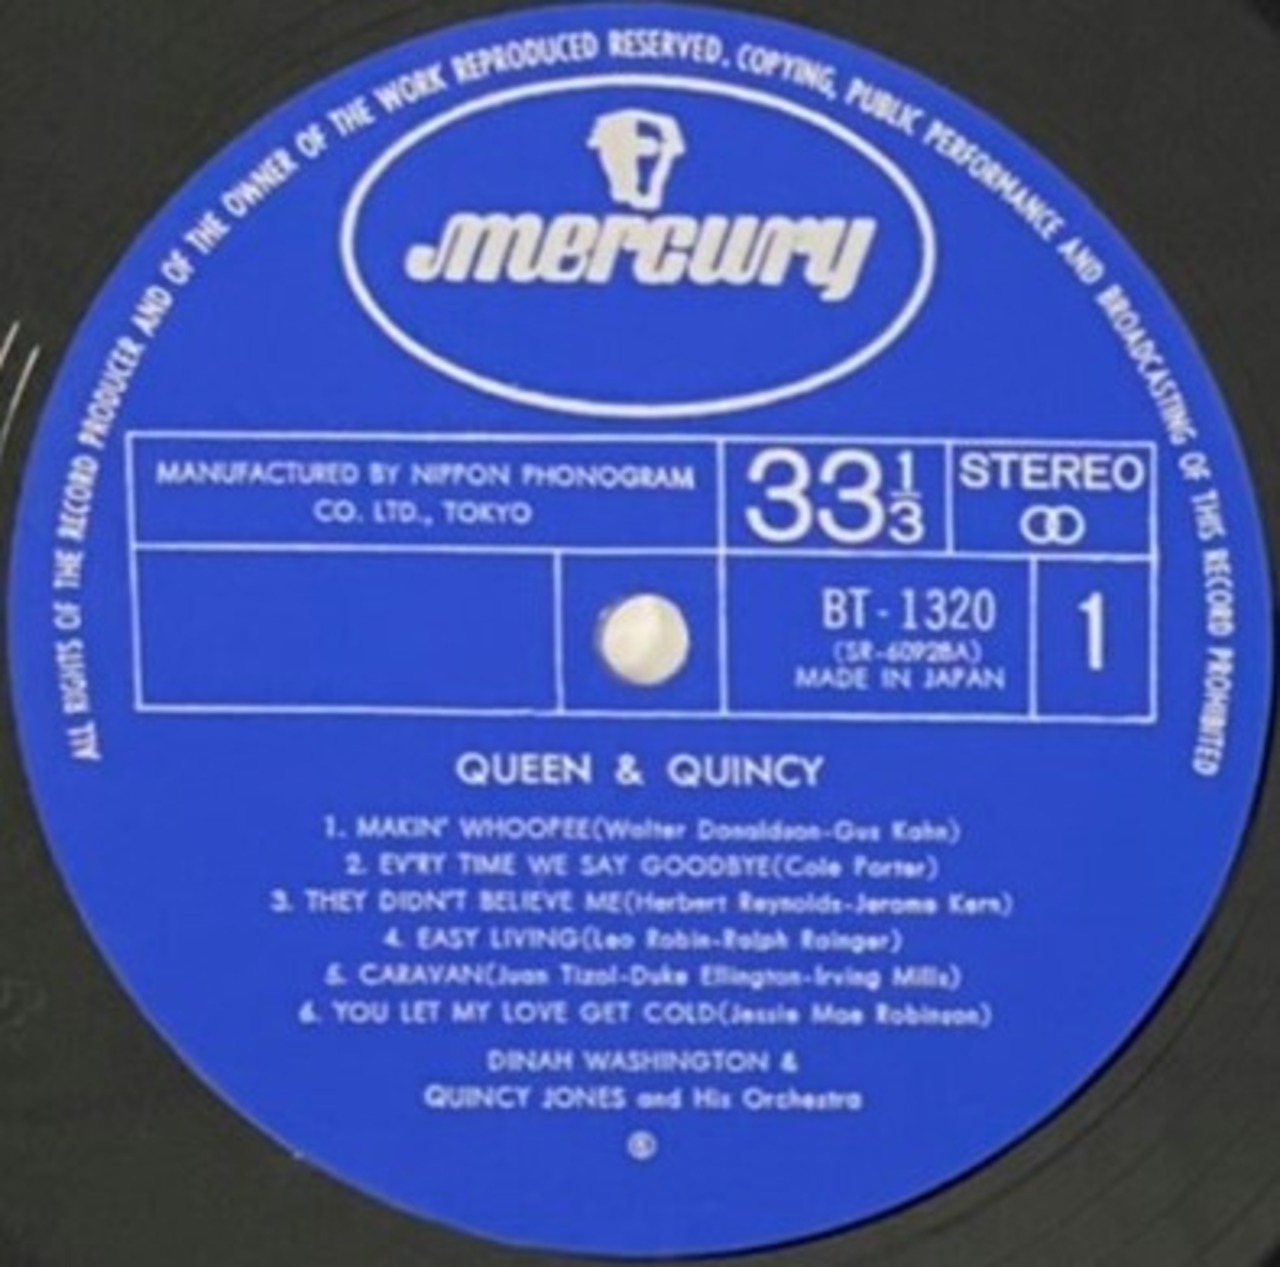 ALL RIGHTS OF THE RECORD PRODUCER AND OF THE OWNER OF THE WORK REPRODUCED RESERVED. COPYING, PUBLIC PERFORMANCE AND BROADCASTING OF THIS RECORD PROHIBITED
mercury
MANUFACTURED BY NIPPON PHONOGRAM
CO. LTD., TOKYO
33 1/3
STEREO
BT-1320
(SR-60928A)
MADE IN JAPAN
1
QUEEN & QUINCY
1. MAKIN' WHOOPEE(Walter Donaldson-Gus Kahn)
2. EV'RY TIME WE SAY GOODBYE(Cole Porter)
3. THEY DIDN'T BELIEVE ME(Herbert Reynolds-Jerome Kern)
4. EASY LIVING(Leo Robin-Ralph Rainger)
5. CARAVAN(Juan Tizol-Duke Ellington-Irving Mills)
6. YOU LET MY LOVE GET COLD(Jessie Mae Robinson)
DINAH WASHINGTON &
QUINCY JONES and His Orchestra